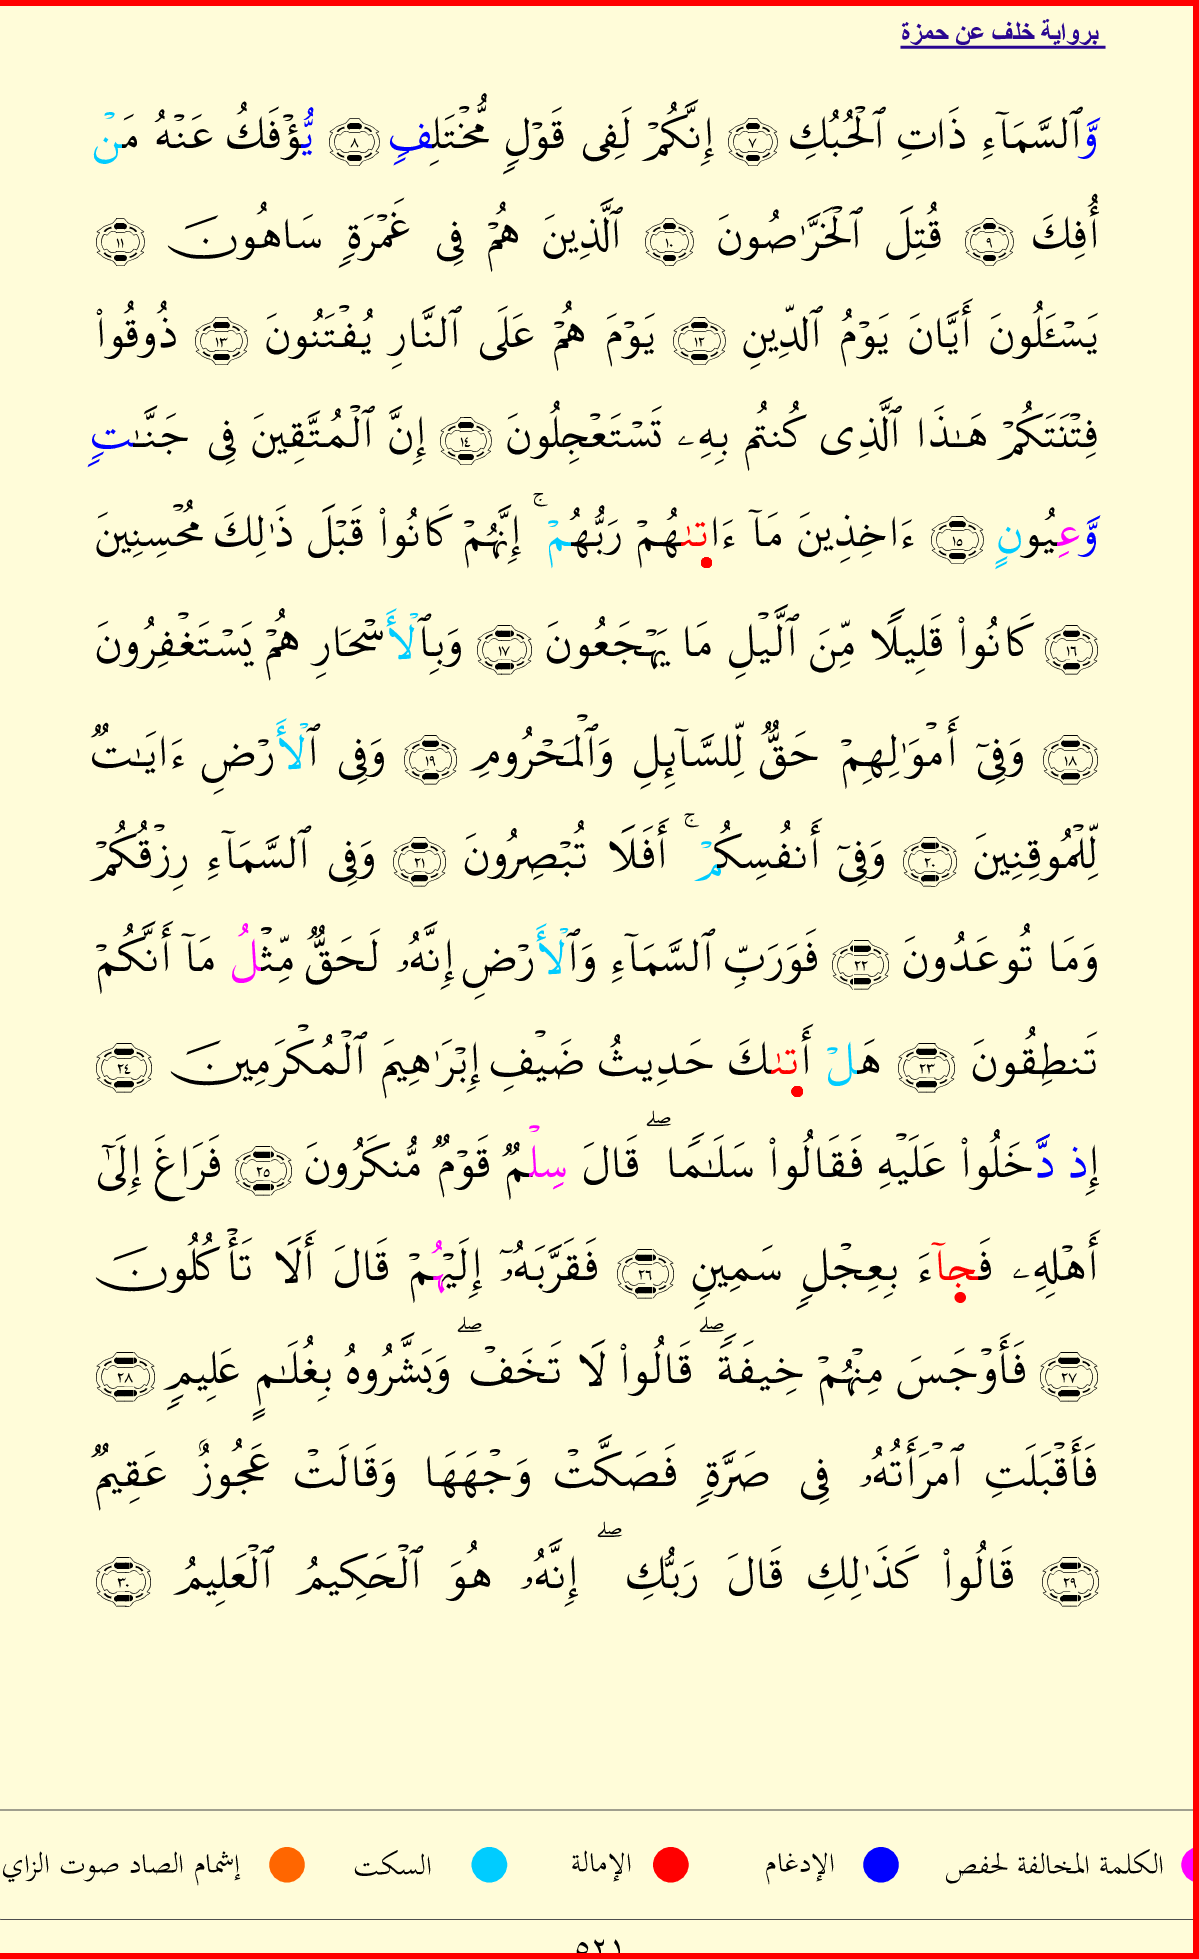 برواية خلف عن حمزة
وَّٱلسَّمَآءِ ذَاتِ ٱلْحُبُكِ ٧ إِنَّكُمْ لَفِى قَوْلٍ مُّخْتَلِفٍ ٨ يُّؤْفَكُ عَنْهُ مَنْ
أُفِكَ ٩ قُتِلَ ٱلْخَرَّٰصُونَ ١٠ ٱلَّذِينَ هُمْ فِى غَمْرَةٍ سَاهُونَ ١١
يَسْـَٔلُونَ أَيَّانَ يَوْمُ ٱلدِّينِ ١٢ يَوْمَ هُمْ عَلَى ٱلنَّارِ يُفْتَنُونَ ١٣ ذُوقُوا۟
فِتْنَتَكُمْ هَـٰذَا ٱلَّذِى كُنتُم بِهِۦ تَسْتَعْجِلُونَ ١٤ إِنَّ ٱلْمُتَّقِينَ فِى جَنَّـٰتٍ
وَّعِيُونٍ ١٥ ءَاخِذِينَ مَآ ءَاتىٰهُمْ رَبُّهُمْ ۚ إِنَّهُمْ كَانُوا۟ قَبْلَ ذَٰلِكَ مُحْسِنِينَ
١٦ كَانُوا۟ قَلِيلًا مِّنَ ٱلَّيْلِ مَا يَهْجَعُونَ ١٧ وَبِٱلْأَسْحَارِ هُمْ يَسْتَغْفِرُونَ
١٨ وَفِىٓ أَمْوَٰلِهِمْ حَقٌّ لِّلسَّآئِلِ وَٱلْمَحْرُومِ ١٩ وَفِى ٱلْأَرْضِ ءَايَـٰتٌ
لِّلْمُوقِنِينَ ٢٠ وَفِىٓ أَنفُسِكُمْ ۚ أَفَلَا تُبْصِرُونَ ٢١ وَفِى ٱلسَّمَآءِ رِزْقُكُمْ
وَمَا تُوعَدُونَ ٢٢ فَوَرَبِّ ٱلسَّمَآءِ وَٱلْأَرْضِ إِنَّهُۥ لَحَقٌّ مِّثْلُ مَآ أَنَّكُمْ
تَنطِقُونَ ٢٣ هَلْ أَتىٰكَ حَدِيثُ ضَيْفِ إِبْرَٰهِيمَ ٱلْمُكْرَمِينَ ٢٤
إِذ دَّخَلُوا۟ عَلَيْهِ فَقَالُوا۟ سَلَـٰمًا ۖ قَالَ سِلْمٌ قَوْمٌ مُّنكَرُونَ ٢٥ فَرَاغَ إِلَىٰٓ
أَهْلِهِۦ فَجآءَ بِعِجْلٍ سَمِينٍ ٢٦ فَقَرَّبَهُۥٓ إِلَيْهُمْ قَالَ أَلَا تَأْكُلُونَ
٢٧ فَأَوْجَسَ مِنْهُمْ خِيفَةً ۖ قَالُوا۟ لَا تَخَفْ ۖ وَبَشَّرُوهُ بِغُلَـٰمٍ عَلِيمٍ ٢٨
فَأَقْبَلَتِ ٱمْرَأَتُهُۥ فِى صَرَّةٍ فَصَكَّتْ وَجْهَهَا وَقَالَتْ عَجُوزٌ عَقِيمٌ
٢٩ قَالُوا۟ كَذَٰلِكِ قَالَ رَبُّكِ ۖ إِنَّهُۥ هُوَ ٱلْحَكِيمُ ٱلْعَلِيمُ ٣٠
الكلمة المخالفة لحفص الإدغام الإمالة السكت إشمام الصاد صوت الزاي
٥٢١